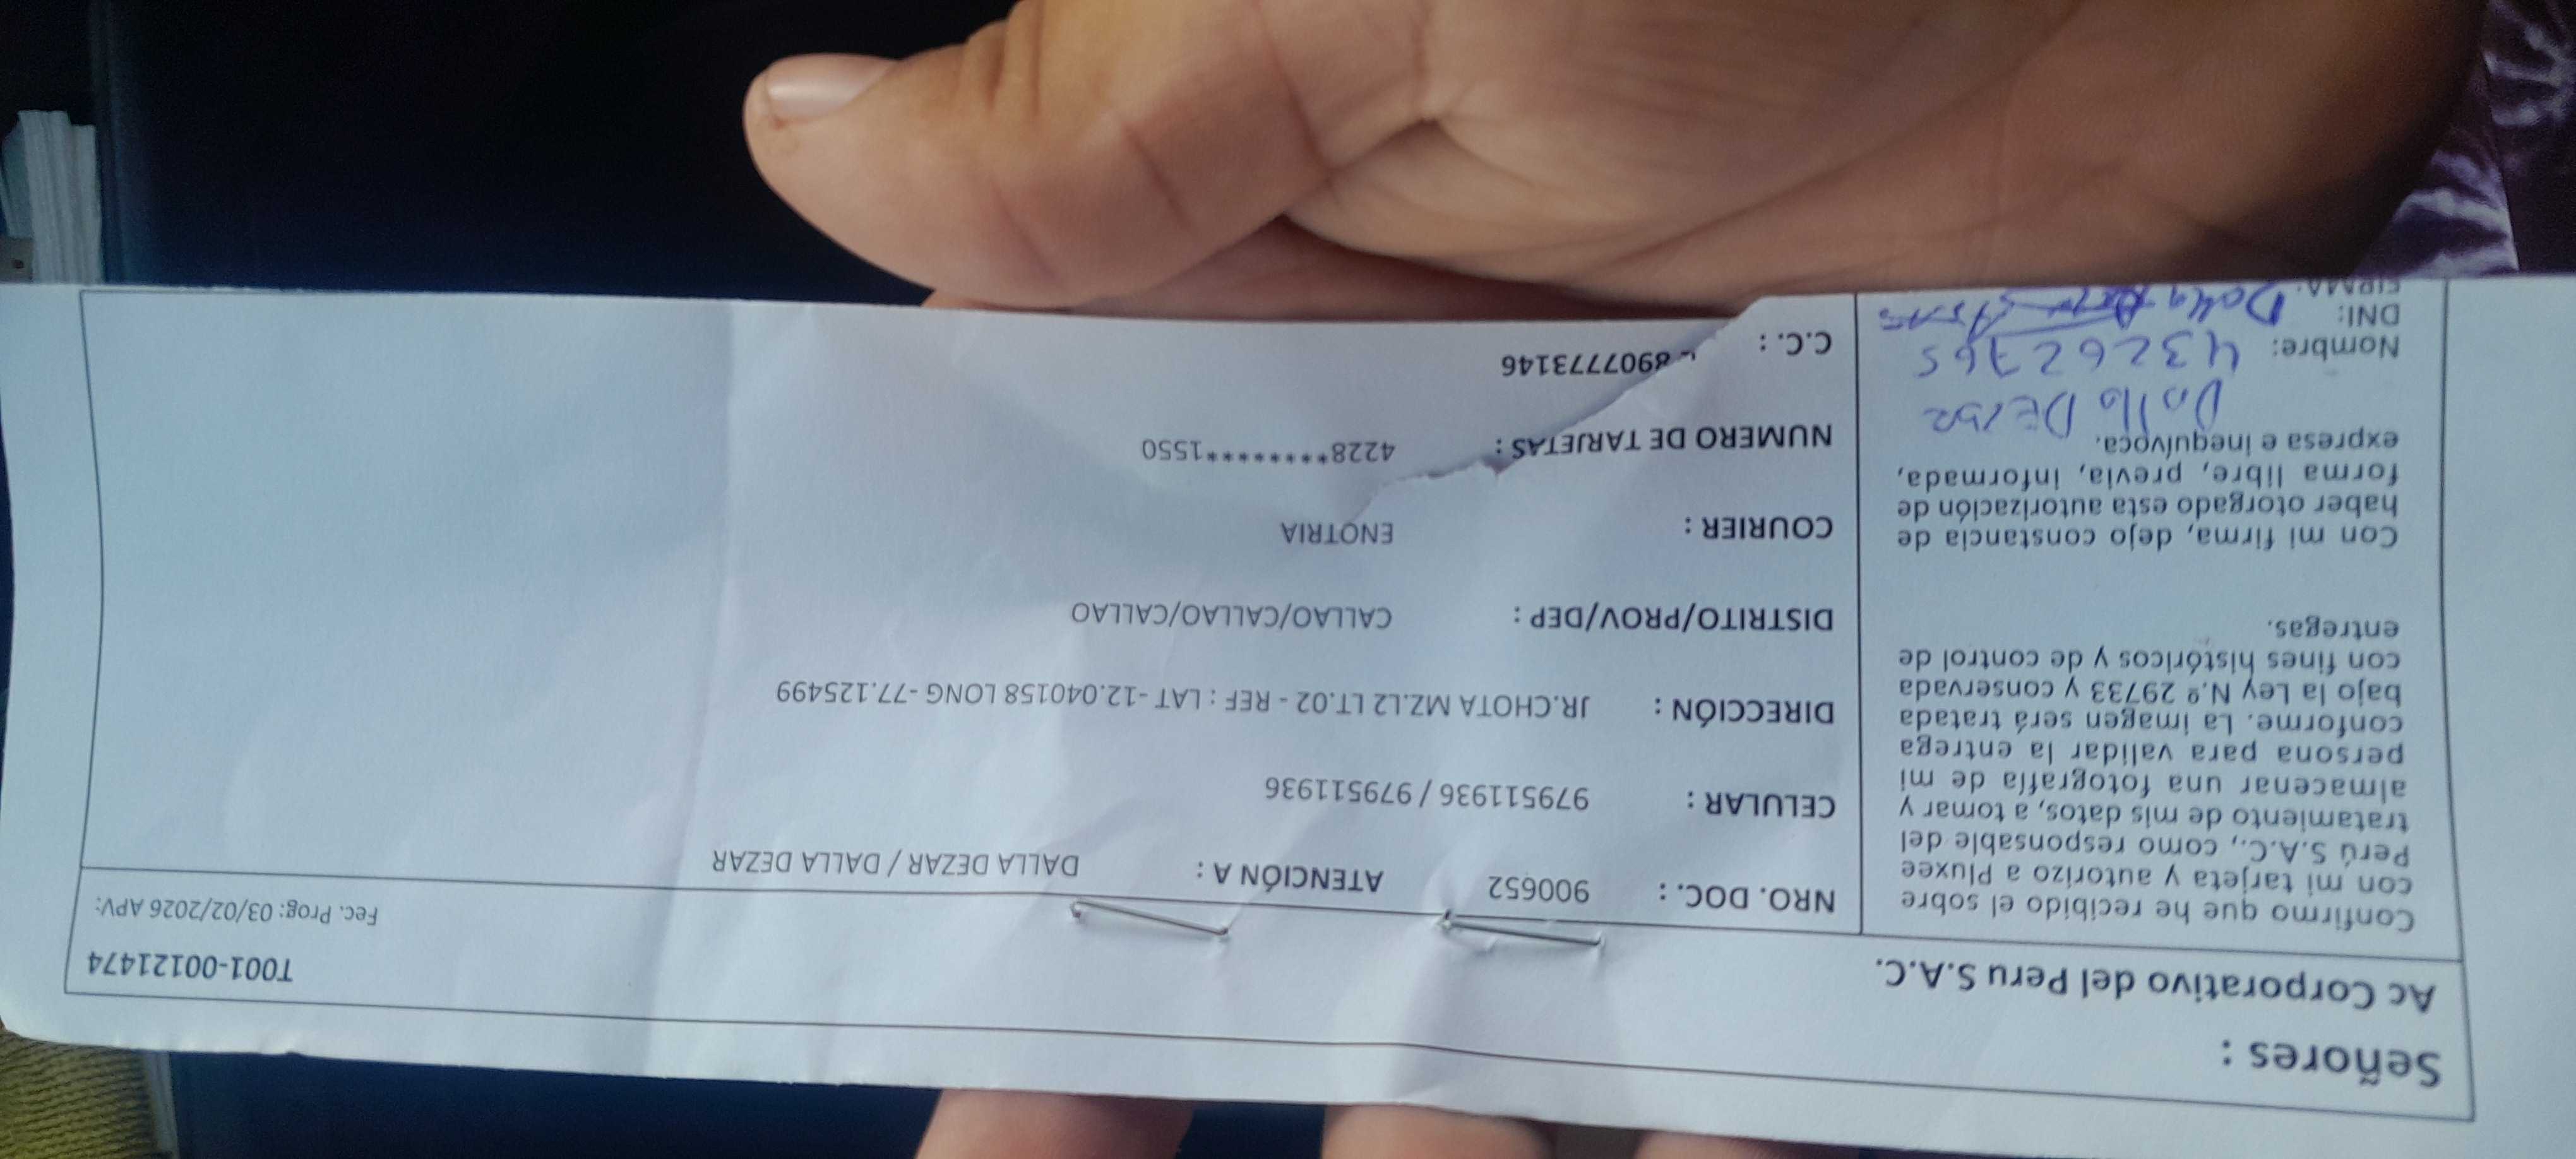 Señores :
Ac Corporativo del Peru S.A.C.
T001-00121474
Fec. Prog: 03/02/2026 APV:
Confirmo que he recibido el sobre
con mi tarjeta y autorizo a Pluxee
Perú S.A.C., como responsable del
tratamiento de mis datos, a tomar y
almacenar una fotografía de mi
persona para validar la entrega
conforme. La imagen será tratada
bajo la Ley N.º 29733 y conservada
con fines históricos y de control de
entregas.
Con mi firma, dejo constancia de
haber otorgado esta autorización de
forma libre, previa, informada,
expresa e inequívoca.
Nombre: 43262765
DNI: Dalla
FIRMA:
NRO. DOC. : 900652 ATENCIÓN A : DALLA DEZAR / DALLA DEZAR
CELULAR : 979511936 / 979511936
DIRECCIÓN : JR.CHOTA MZ.L2 LT.02 - REF : LAT -12.040158 LONG -77.125499
DISTRITO/PROV/DEP : CALLAO/CALLAO/CALLAO
COURIER : ENOTRIA
NUMERO DE TARJETAS : 4228*********1550
C.C. : 890773146